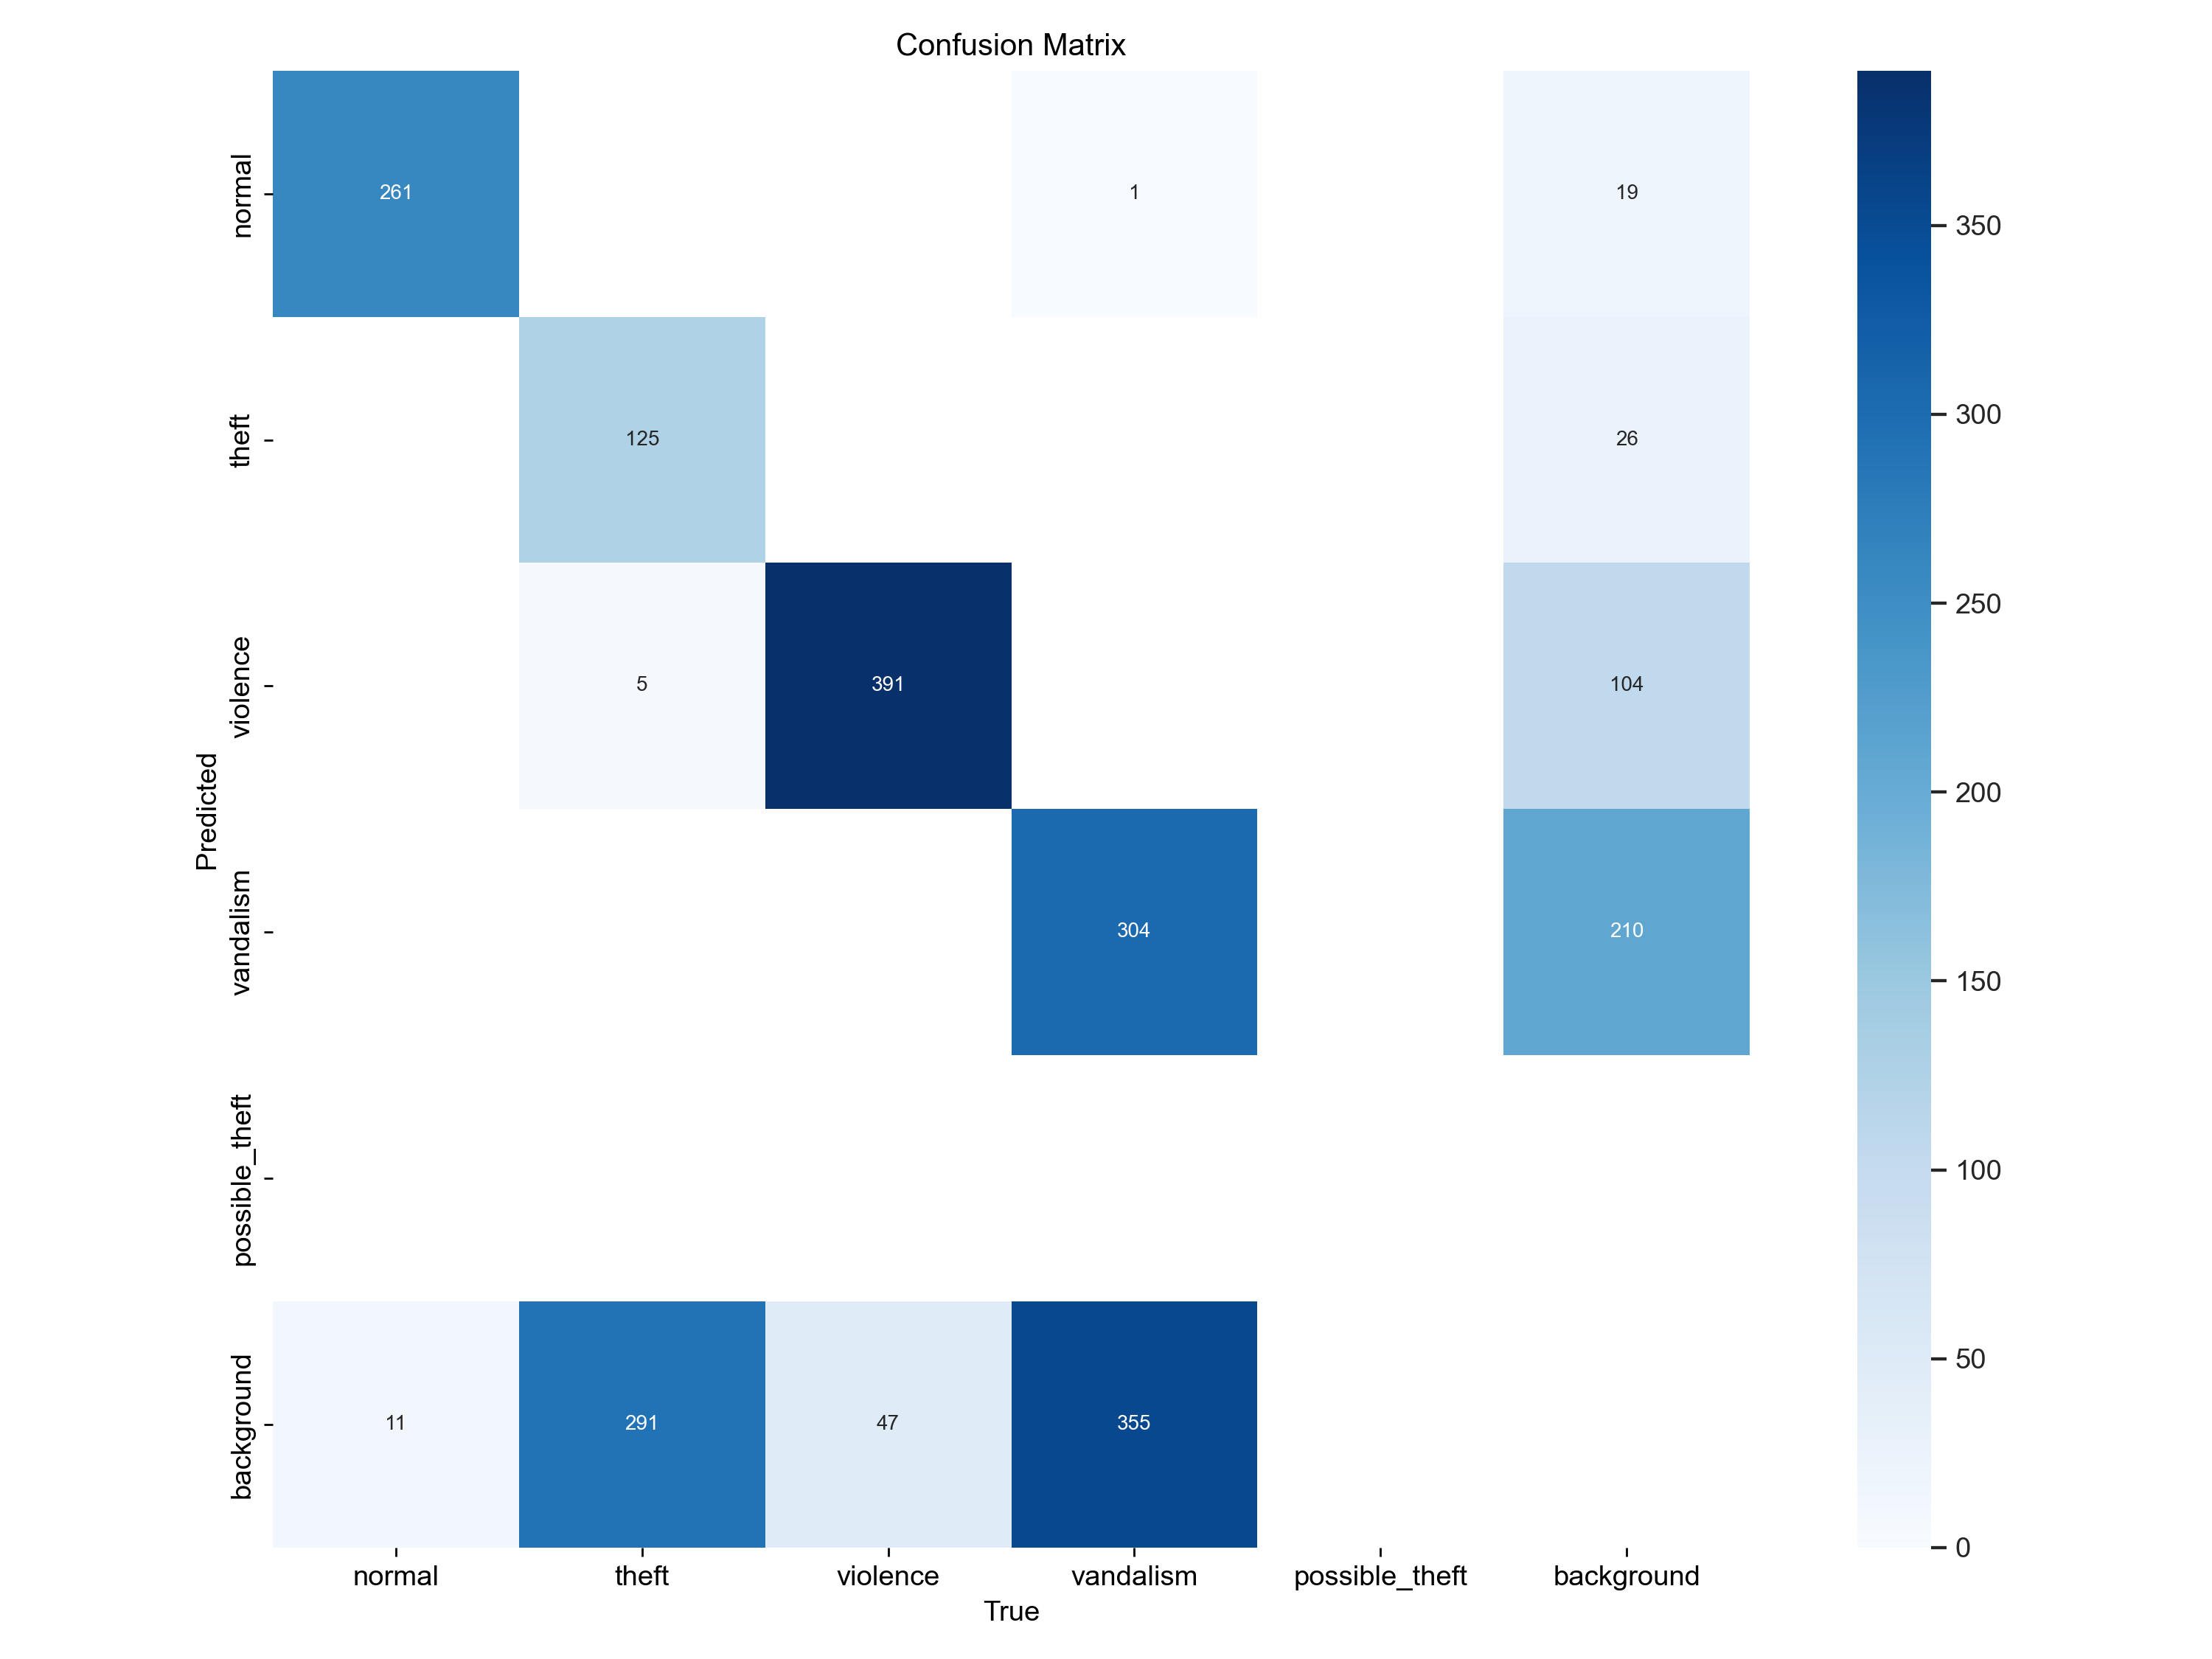 Confusion Matrix
normal
261
1
19
350
theft
125
26
300
violence
5
391
104
250
Predicted
200
vandalism
304
210
150
possible_theft
100
background
11
291
47
355
50
0
normal
theft
violence
vandalism
possible_theft
background
True